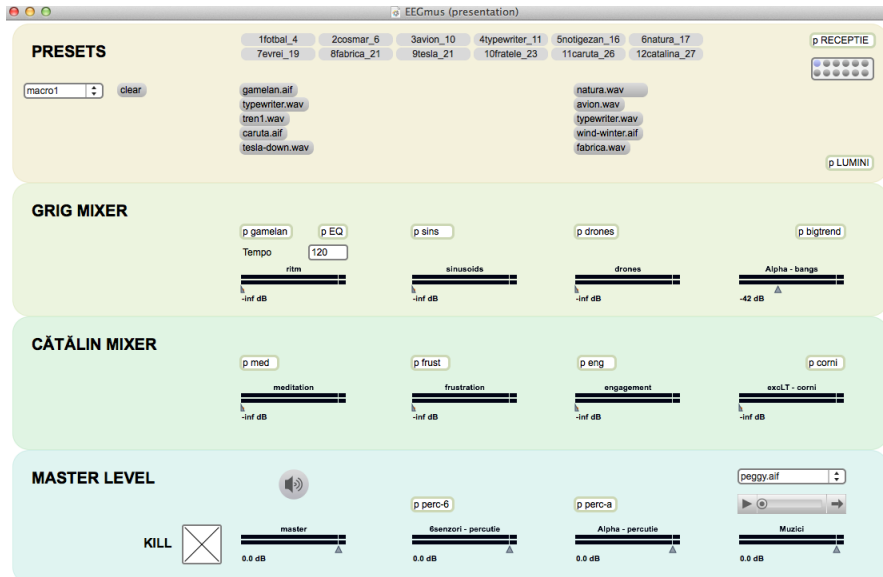 EEGmus (presentation)
PRESETS
1fotbal_4 2cosmar_6 3avion_10 4typewriter_11 5notigezan_16 6natura_17
7evrei_19 8fabrica_21 9tesla_21 10fratele_23 11caruta_26 12catalina_27
p RECEPTIE
macro1 clear
gamelan.aif natura.wav
typewriter.wav avion.wav
tren1.wav typewriter.wav
caruta.aif wind-winter.aif
tesla-down.wav fabrica.wav
p LUMINI
GRIG MIXER
p gamelan p EQ p sins p drones p bigtrend
Tempo 120
ritm sinusoids drones Alpha - bangs
-inf dB -inf dB -inf dB -42 dB
CĂTĂLIN MIXER
p med p frust p eng p corni
meditation frustration engagement excLT - corni
-inf dB -inf dB -inf dB -inf dB
MASTER LEVEL
peggy.aif
p perc-6 p perc-a
master 6senzori - percutie Alpha - percutie Muzici
KILL
0.0 dB 0.0 dB 0.0 dB 0.0 dB